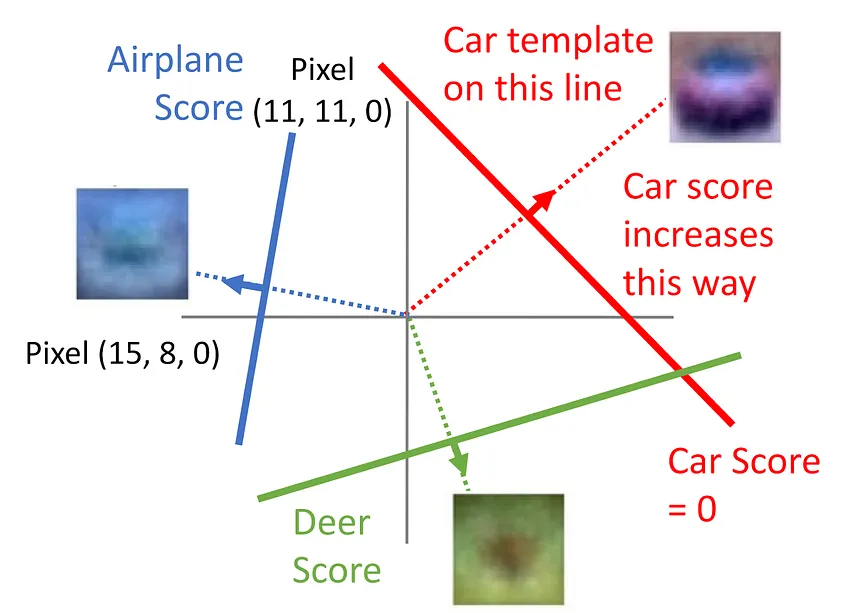 Airplane
Score
Pixel
(11, 11, 0)
Car template
on this line
Car score
increases
this way
Pixel (15, 8, 0)
Car Score
= 0
Deer
Score